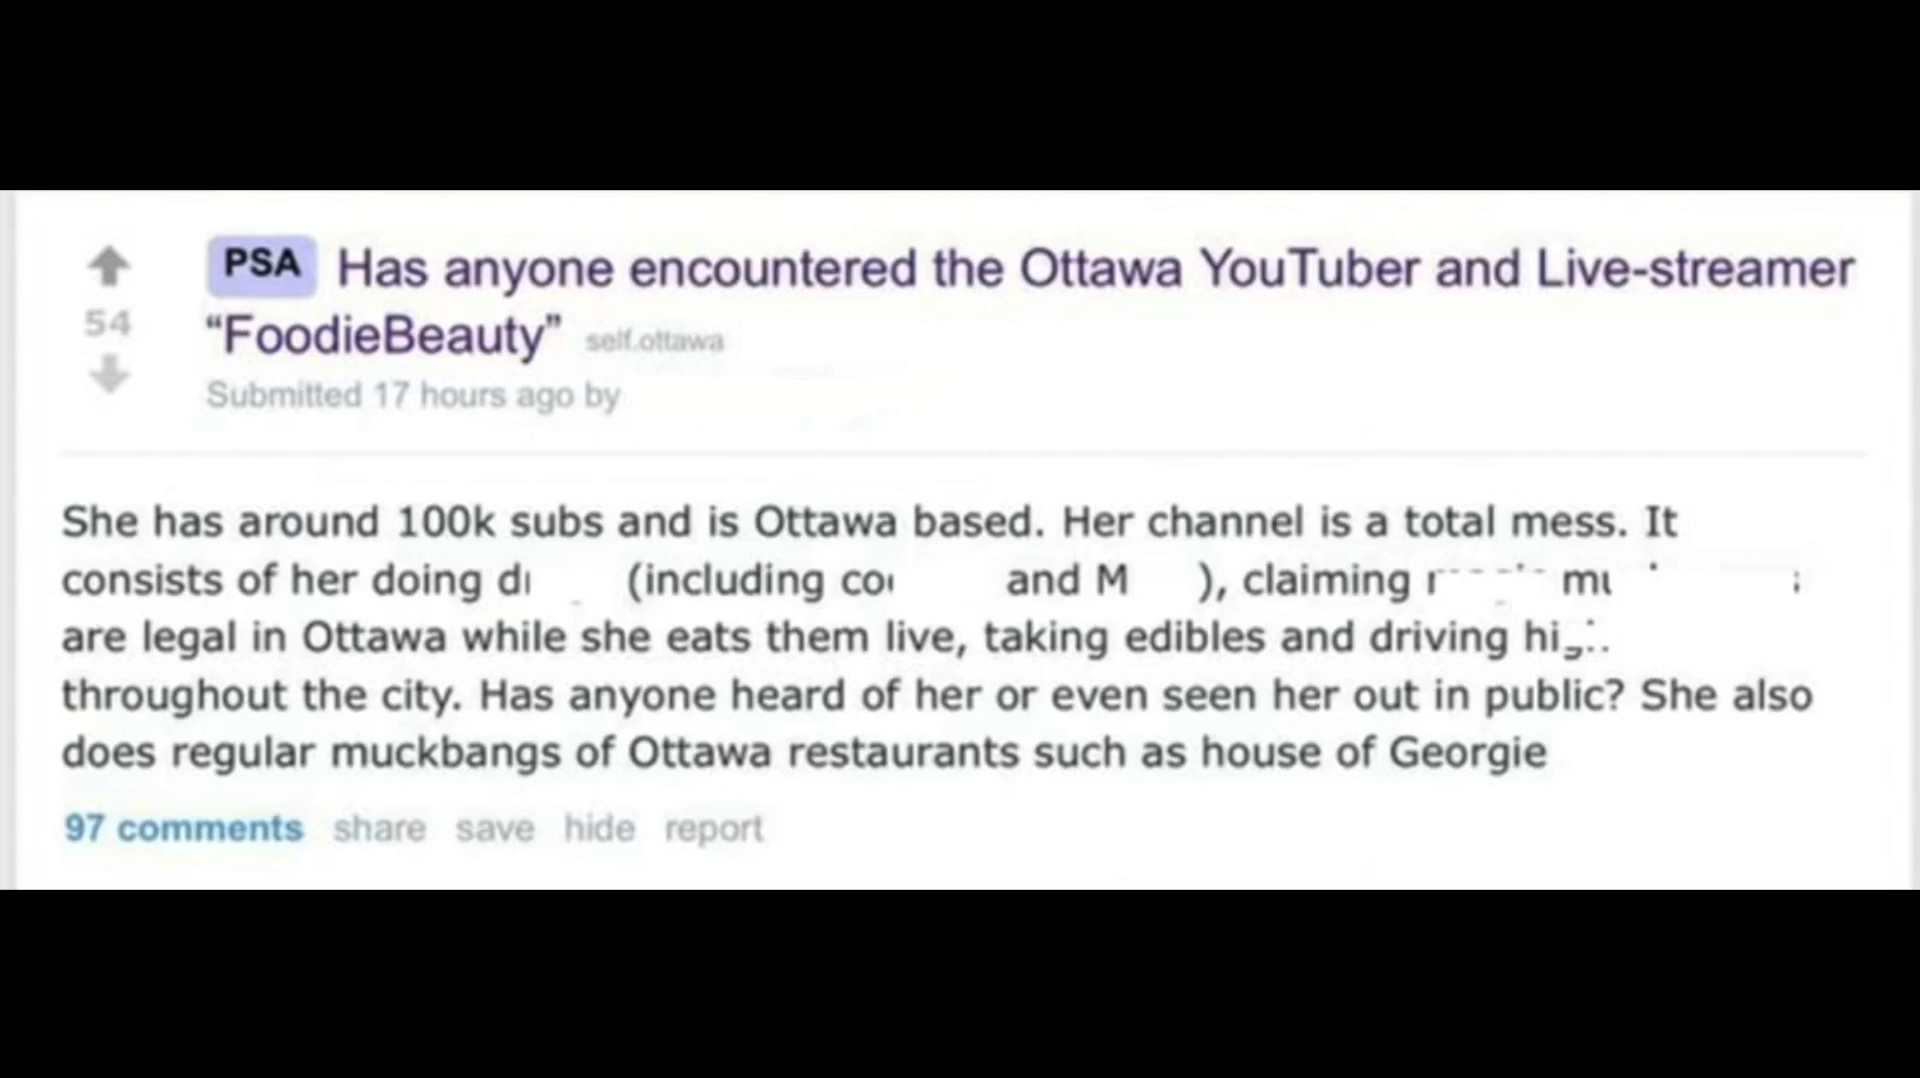 PSA Has anyone encountered the Ottawa YouTuber and Live-streamer
54
"FoodieBeauty" self.ottawa
Submitted 17 hours ago by
She has around 100k subs and is Ottawa based. Her channel is a total mess. It
consists of her doing (including and M ), claiming
are legal in Ottawa while she eats them live, taking edibles and driving
throughout the city. Has anyone heard of her or even seen her out in public? She also
does regular muckbangs of Ottawa restaurants such as house of Georgie
97 comments share save hide report